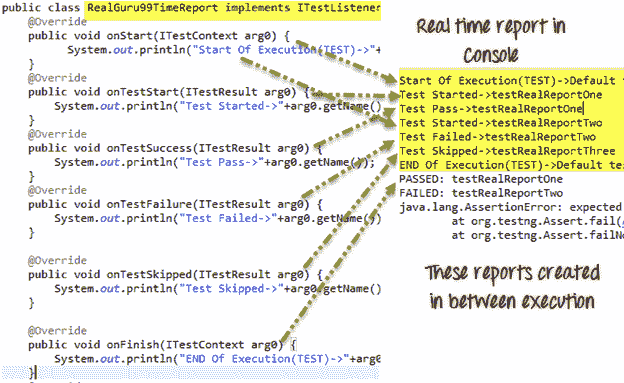 public class RealGuru99TimeReport implements ITestListener
@Override
public void onStart(ITestContext arg0) {
System.out.println("Start Of Execution(TEST)->"+
}
@Override
public void onTestStart(ITestResult arg0) {
System.out.println("Test Started->"+arg0.getName()
}
@Override
public void onTestSuccess(ITestResult arg0) {
System.out.println("Test Pass->"+arg0.getName());
}
@Override
public void onTestFailure(ITestResult arg0) {
System.out.println("Test Failed->"+arg0.getName())
}
@Override
public void onTestSkipped(ITestResult arg0) {
System.out.println("Test Skipped->"+arg0.getName()
}
@Override
public void onFinish(ITestContext arg0) {
System.out.println("END Of Execution(TEST)->"+arg0
}
Real time report in
Console
Start Of Execution(TEST)->Default
Test Started->testRealReportOne
Test Pass->testRealReportOne
Test Started->testRealReportTwo
Test Failed->testRealReportTwo
Test Skipped->testRealReportThree
END Of Execution(TEST)->Default tes
PASSED: testRealReportOne
FAILED: testRealReportTwo
java.lang.AssertionError: expected
at org.testng.Assert.fail(
at org.testng.Assert.failNo
These reports created
in between execution